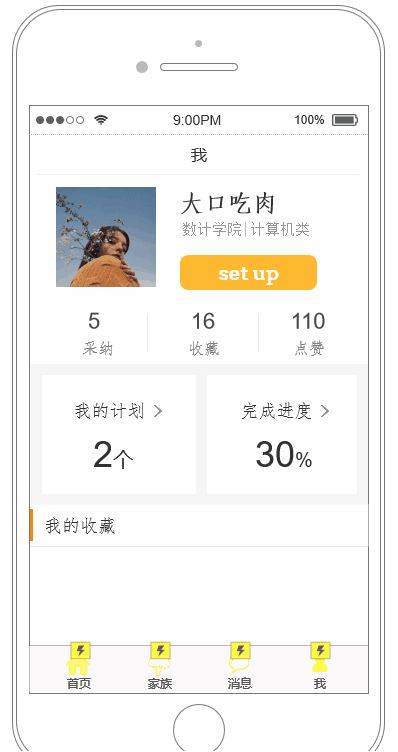 9:00PM 100%
我
大口吃肉
数计学院|计算机类
set up
5 16 110
采纳 收藏 点赞
我的计划 完成进度
2个 30%
我的收藏
首页 家族 消息 我